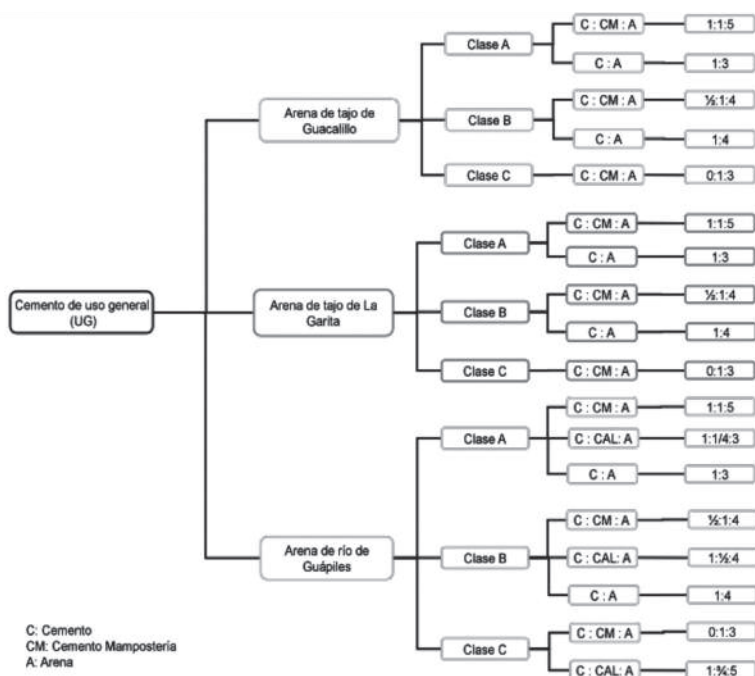 Cemento de uso general
(UG)
Arena de tajo de
Guacalillo
Clase A
C : CM : A
1:1:5
C : A
1:3
Clase B
C : CM : A
½:1:4
C : A
1:4
Clase C
C : CM : A
0:1:3
Arena de tajo de La
Garita
Clase A
C : CM : A
1:1:5
C : A
1:3
Clase B
C : CM : A
½:1:4
C : A
1:4
Clase C
C : CM : A
0:1:3
Arena de río de
Guápiles
Clase A
C : CM : A
1:1:5
C : CAL: A
1:1/4:3
C : A
1:3
Clase B
C : CM : A
½:1:4
C : CAL: A
1:½:4
C : A
1:4
Clase C
C : CM : A
0:1:3
C : CAL: A
1:¾:5
C: Cemento
CM: Cemento Mampostería
A: Arena